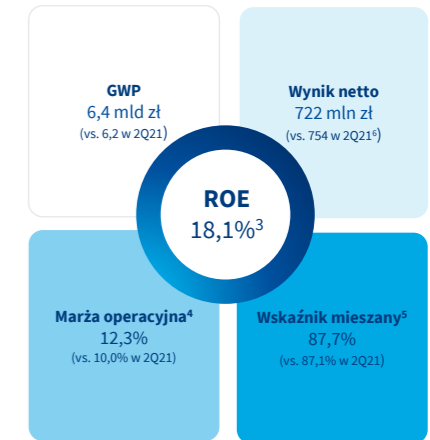 GWP
6,4 mld zł
(vs. 6,2 w 2Q21)
Wynik netto
722 mln zł
(vs. 754 w 2Q21⁶)
ROE
18,1%³
Marża operacyjna⁴
12,3%
(vs. 10,0% w 2Q21)
Wskaźnik mieszany⁵
87,7%
(vs. 87,1% w 2Q21)